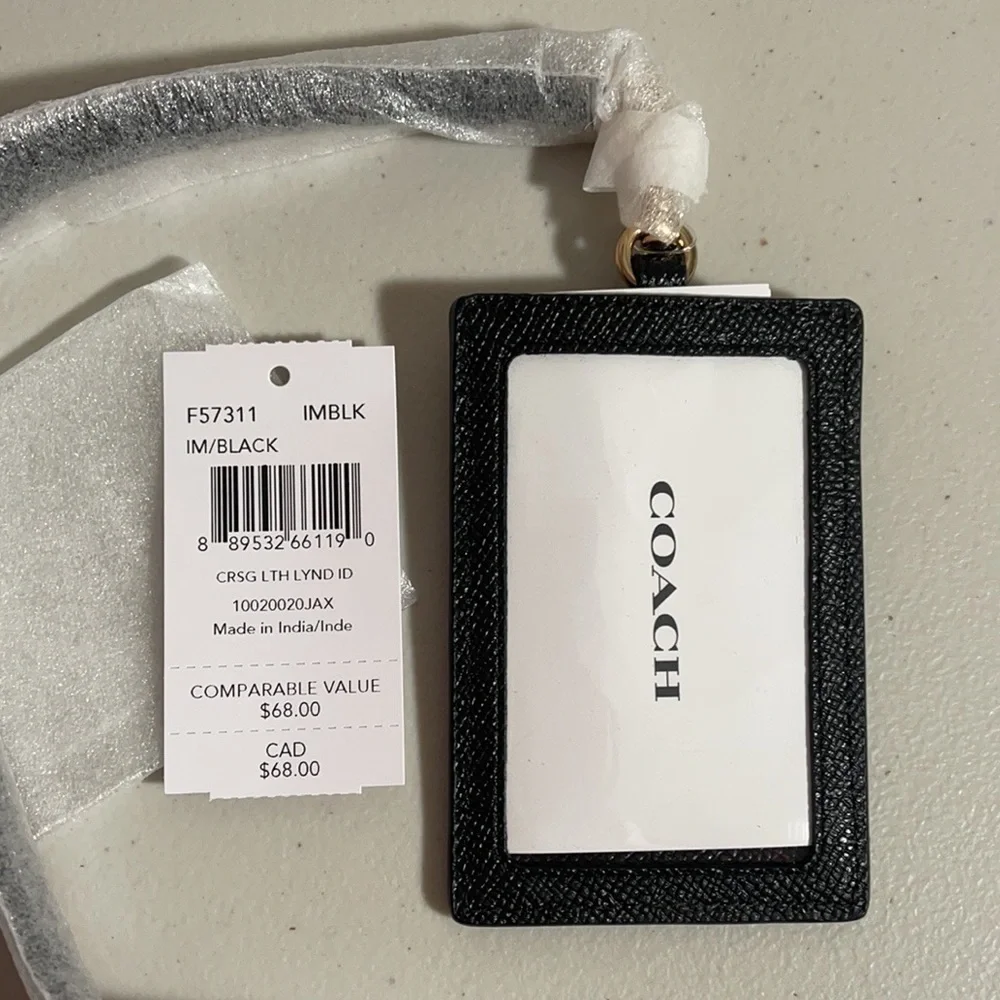 F57311 IMBLK
IM/BLACK
8 89532 66119 0
CRSG LTH LYND ID
10020020JAX
Made in India/Inde
COMPARABLE VALUE
$68.00
CAD
$68.00
COACH